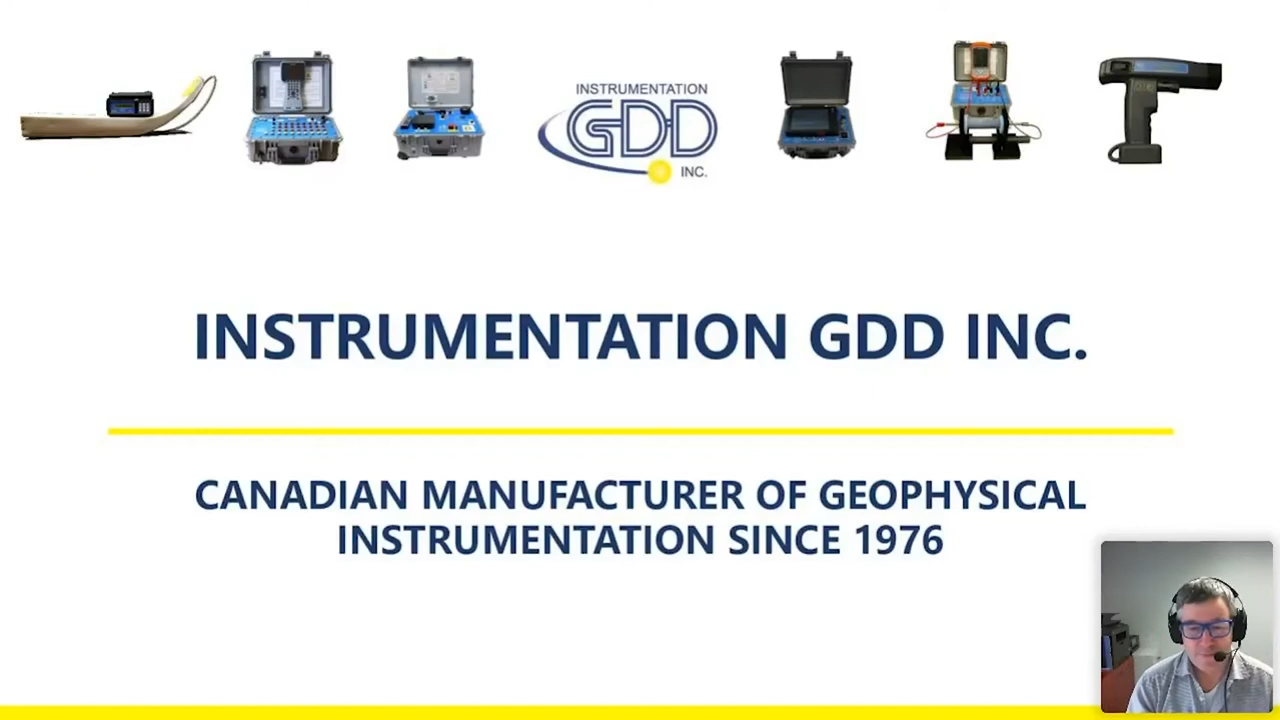 INSTRUMENTATION
GDD
INC.
INSTRUMENTATION GDD INC.
CANADIAN MANUFACTURER OF GEOPHYSICAL
INSTRUMENTATION SINCE 1976